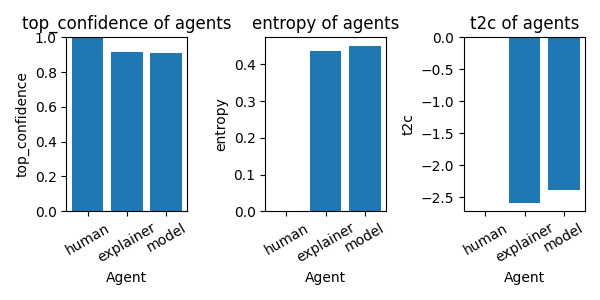 top_confidence of agents
top_confidence
1.0
0.8
0.6
0.4
0.2
0.0
human
explainer
model
Agent
entropy of agents
entropy
0.4
0.3
0.2
0.1
0.0
human
explainer
model
Agent
t2c of agents
t2c
0.0
−0.5
−1.0
−1.5
−2.0
−2.5
human
explainer
model
Agent